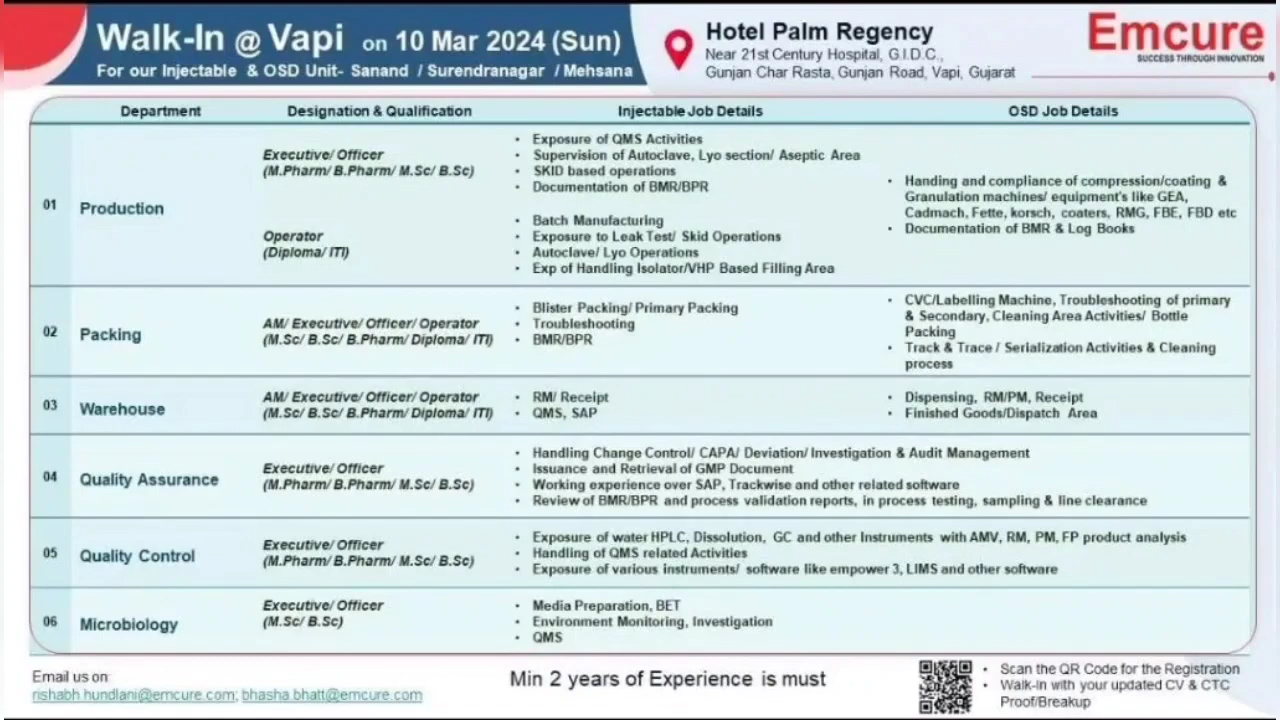 Walk-In @ Vapi on 10 Mar 2024 (Sun)
For our Injectable & OSD Unit- Sanand / Surendranagar / Mehsana
Hotel Palm Regency
Near 21st Century Hospital, G.I.D.C.,
Gunjan Char Rasta, Gunjan Road, Vapi, Gujarat
Emcure
SUCCESS THROUGH INNOVATION
Department
Designation & Qualification
Injectable Job Details
OSD Job Details
01
Production
Executive/ Officer
(M.Pharm/ B.Pharm/ M.Sc/ B.Sc)
Operator
(Diploma/ ITI)
• Exposure of QMS Activities
• Supervision of Autoclave, Lyo section/ Aseptic Area
• SKID based operations
• Documentation of BMR/BPR
• Batch Manufacturing
• Exposure to Leak Test/ Skid Operations
• Autoclave/ Lyo Operations
• Exp of Handling Isolator/VHP Based Filling Area
• Handing and compliance of compression/coating &
Granulation machines/ equipment's like GEA,
Cadmach, Fette, korsch, coaters, RMG, FBE, FBD etc
• Documentation of BMR & Log Books
02
Packing
AM/ Executive/ Officer/ Operator
(M.Sc/ B.Sc/ B.Pharm/ Diploma/ ITI)
• Blister Packing/ Primary Packing
• Troubleshooting
• BMR/BPR
• CVC/Labelling Machine, Troubleshooting of primary
& Secondary, Cleaning Area Activities/ Bottle
Packing
• Track & Trace / Serialization Activities & Cleaning
process
03
Warehouse
AM/ Executive/ Officer/ Operator
(M.Sc/ B.Sc/ B.Pharm/ Diploma/ ITI)
• RM/ Receipt
• QMS, SAP
• Dispensing, RM/PM, Receipt
• Finished Goods/Dispatch Area
04
Quality Assurance
Executive/ Officer
(M.Pharm/ B.Pharm/ M.Sc/ B.Sc)
• Handling Change Control/ CAPA/ Deviation/ Investigation & Audit Management
• Issuance and Retrieval of GMP Document
• Working experience over SAP, Trackwise and other related software
• Review of BMR/BPR and process validation reports, in process testing, sampling & line clearance
05
Quality Control
Executive/ Officer
(M.Pharm/ B.Pharm/ M.Sc/ B.Sc)
• Exposure of water HPLC, Dissolution, GC and other Instruments with AMV, RM, PM, FP product analysis
• Handling of QMS related Activities
• Exposure of various instruments/ software like empower 3, LIMS and other software
06
Microbiology
Executive/ Officer
(M.Sc/ B.Sc)
• Media Preparation, BET
• Environment Monitoring, Investigation
• QMS
Email us on
rishabh.hundlani@emcure.com; bhasha.bhatt@emcure.com
Min 2 years of Experience is must
• Scan the QR Code for the Registration
• Walk-In with your updated CV & CTC
Proof/Breakup